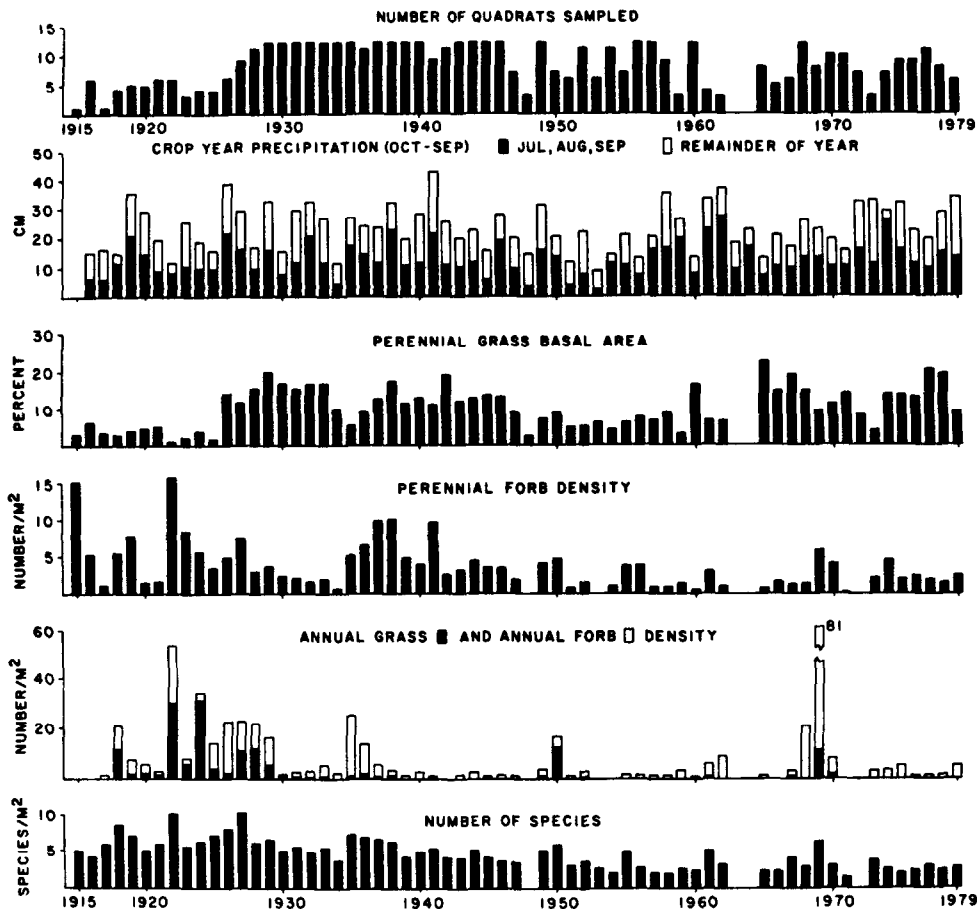 NUMBER OF QUADRATS SAMPLED
15
10
5
1915 1920 1930 1940 1950 1960 1970 1979
CROP YEAR PRECIPITATION (OCT-SEP) JUL, AUG, SEP REMAINDER OF YEAR
50
40
30
20
10
CM
PERENNIAL GRASS BASAL AREA
30
20
10
PERCENT
PERENNIAL FORB DENSITY
15
10
5
NUMBER/M²
ANNUAL GRASS AND ANNUAL FORB DENSITY
81
60
40
20
NUMBER/M²
NUMBER OF SPECIES
10
5
SPECIES/M²
1915 1920 1930 1940 1950 1960 1970 1979